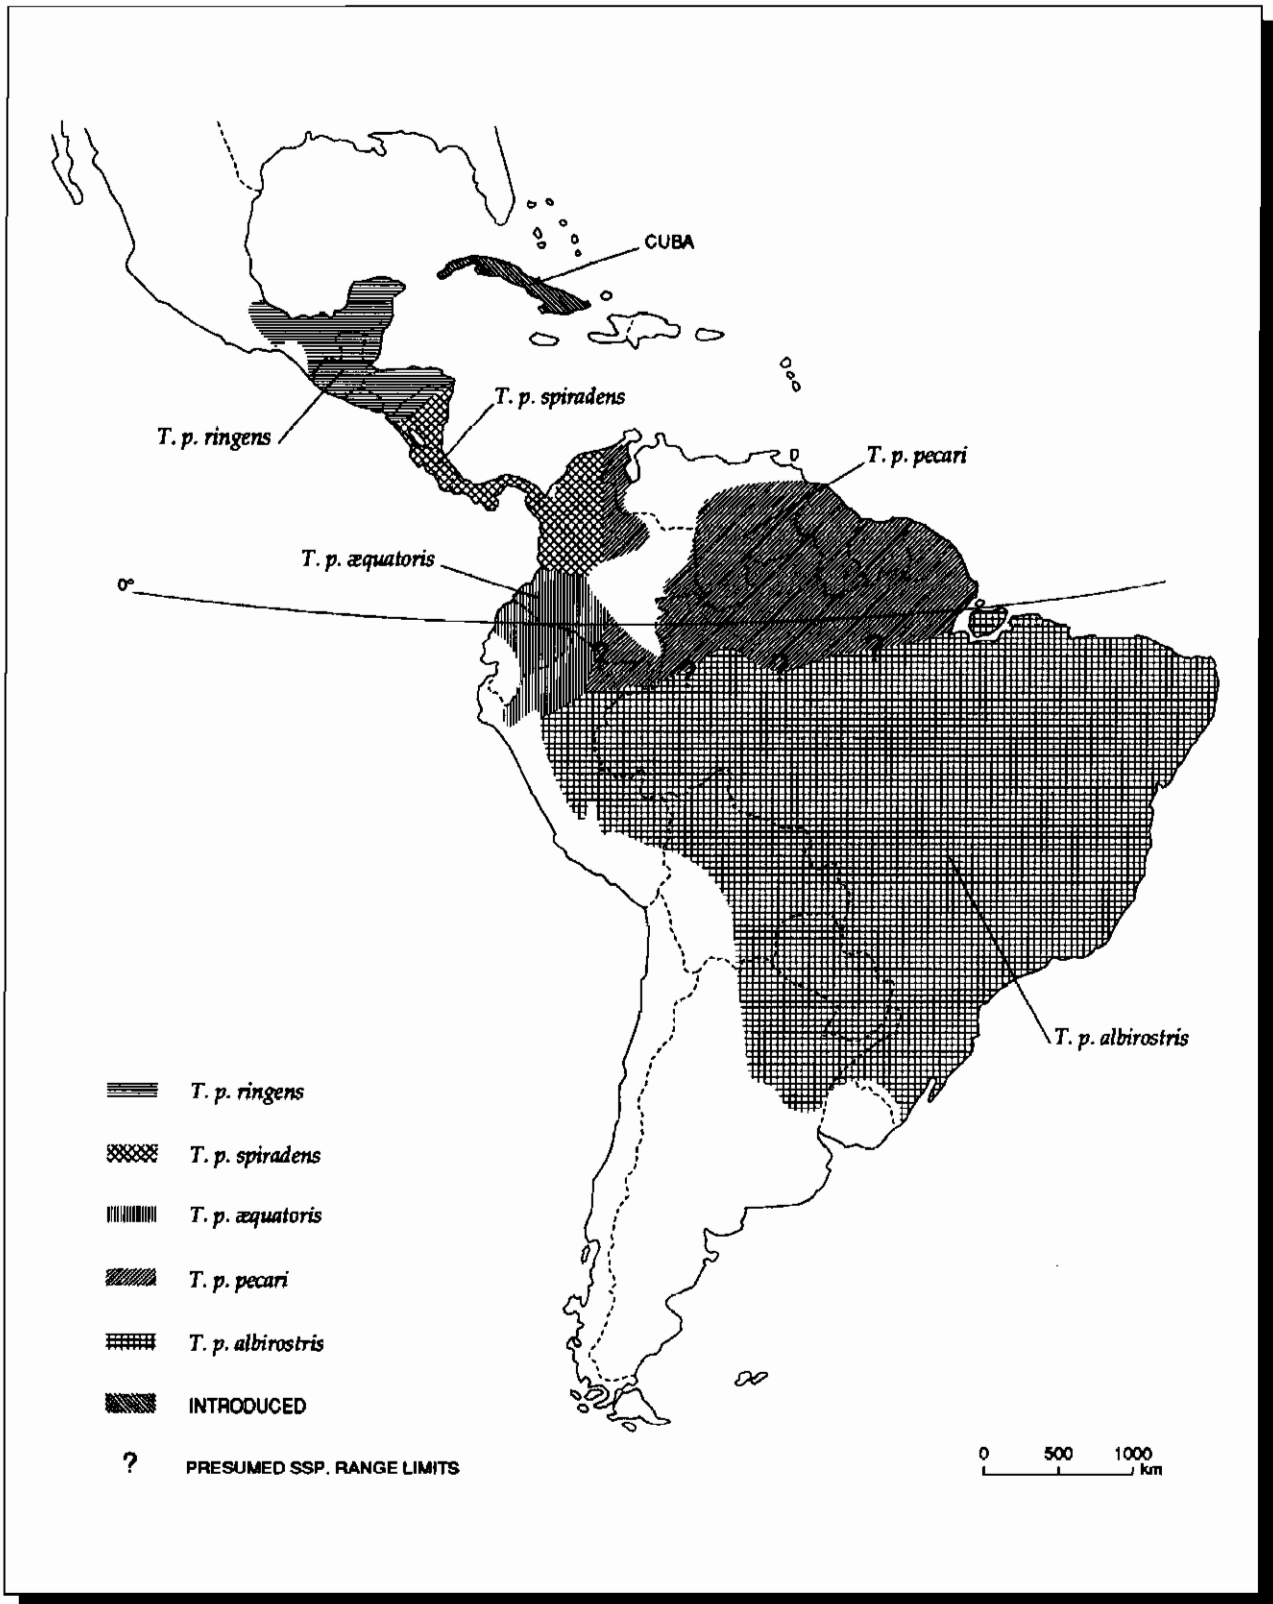 CUBA
T. p. spiradens
T. p. ringens
T. p. pecari
T. p. æquatoris
0°
T. p. albirostris
T. p. ringens
T. p. spiradens
T. p. æquatoris
T. p. pecari
T. p. albirostris
INTRODUCED
? PRESUMED SSP. RANGE LIMITS
0 500 1000
km
? ? ? ?